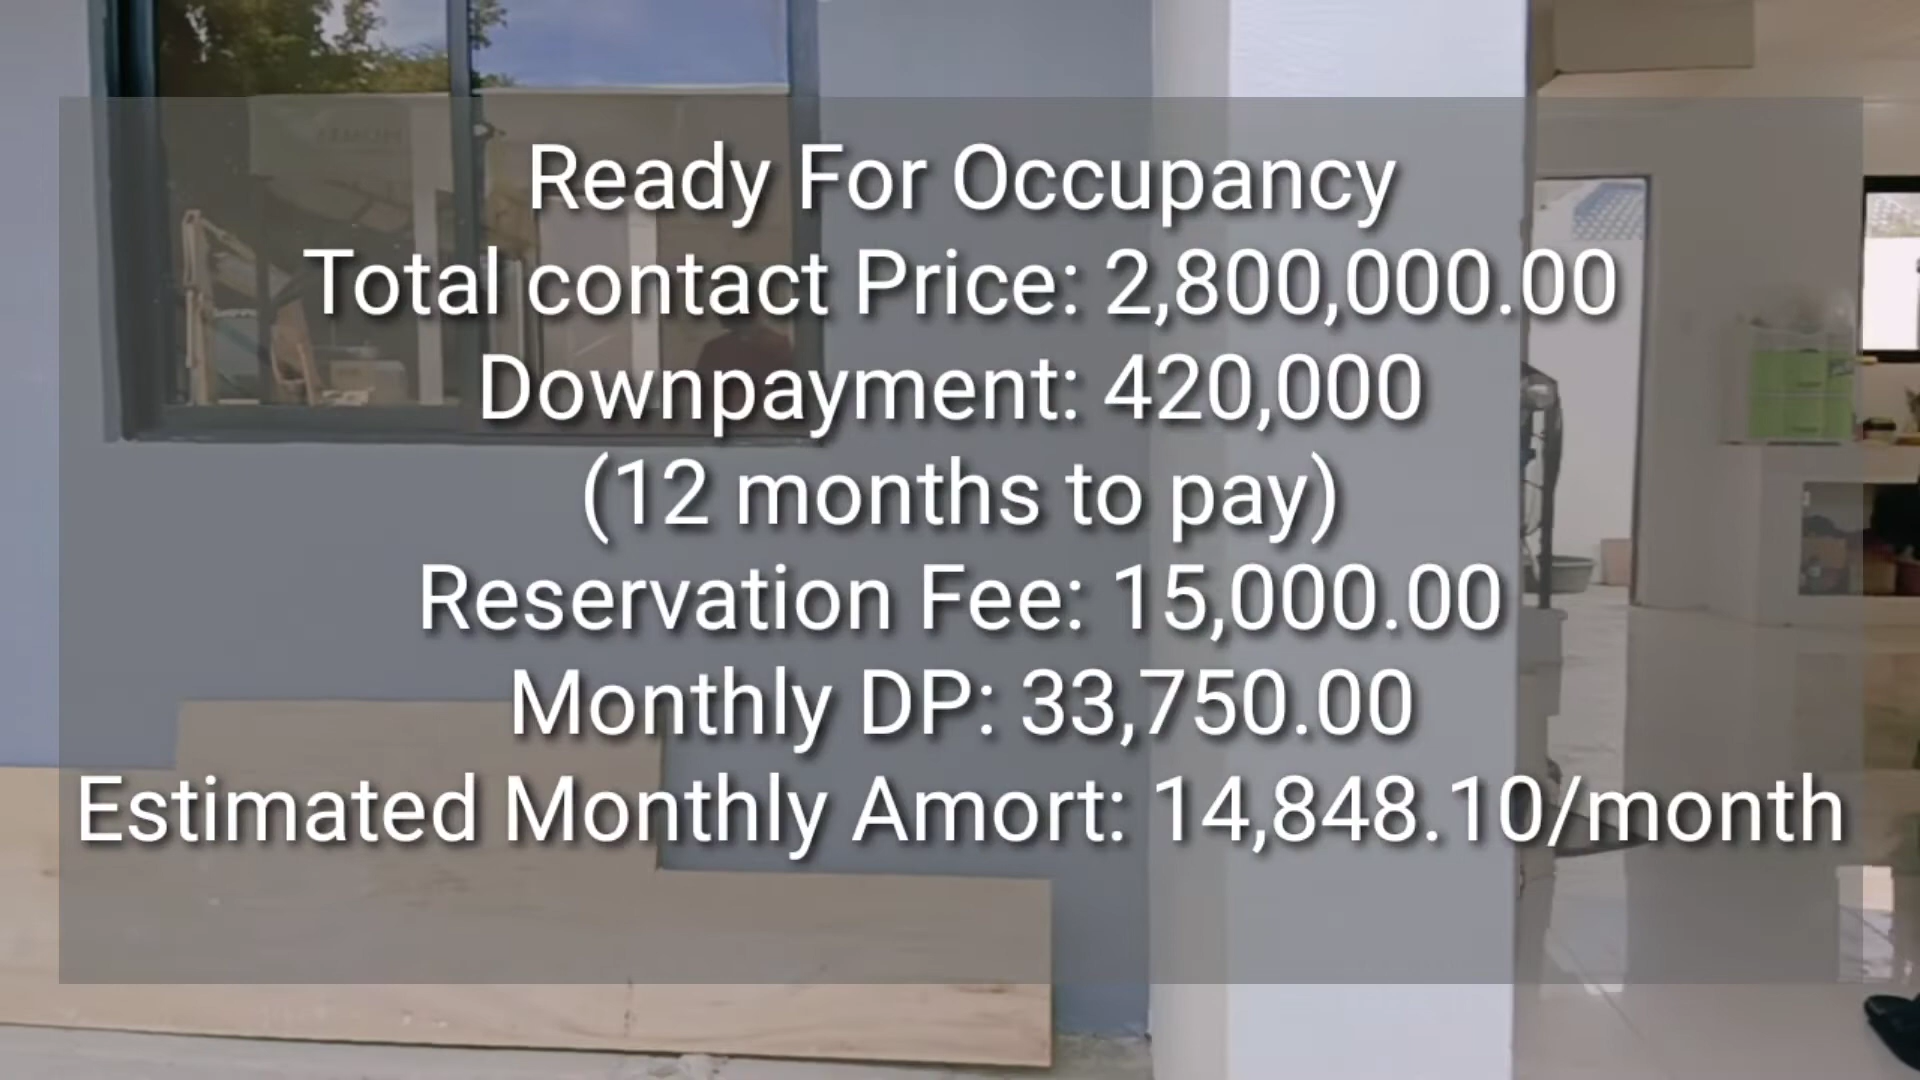 Ready For Occupancy
Total contact Price: 2,800,000.00
Downpayment: 420,000
(12 months to pay)
Reservation Fee: 15,000.00
Monthly DP: 33,750.00
Estimated Monthly Amort: 14,848.10/month